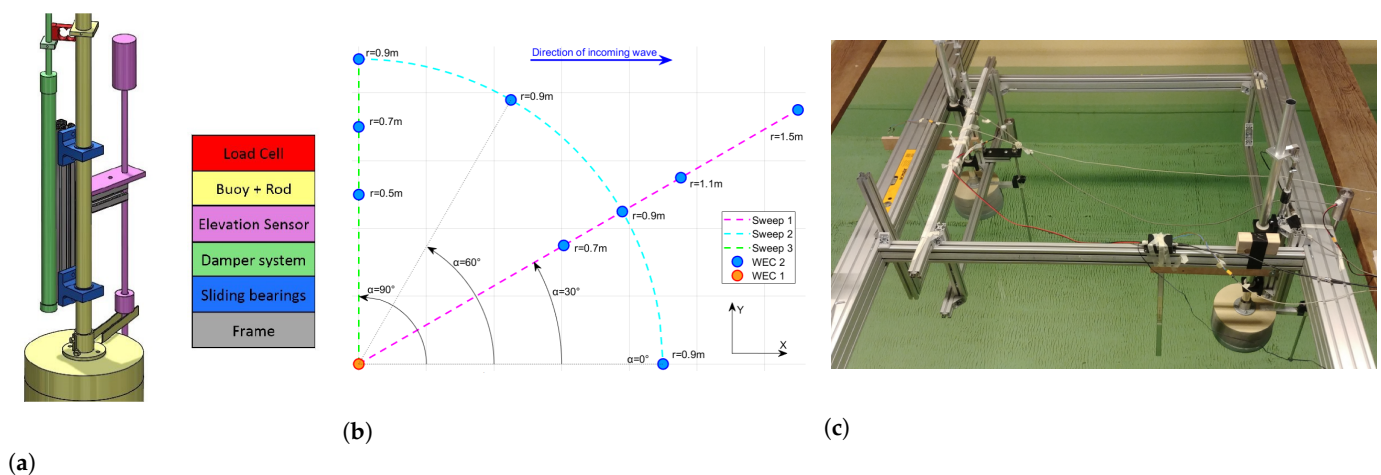 Load Cell
Buoy + Rod
Elevation Sensor
Damper system
Sliding bearings
Frame
(a)
r=0.9m
Direction of incoming wave
r=0.9m
r=0.7m
r=1.5m
r=0.5m
r=1.1m
r=0.9m
r=0.7m
Sweep 1
Sweep 2
Sweep 3
WEC 2
WEC 1
α=60°
α=90°
α=30°
Y
X
α=0°
r=0.9m
(b)
(c)